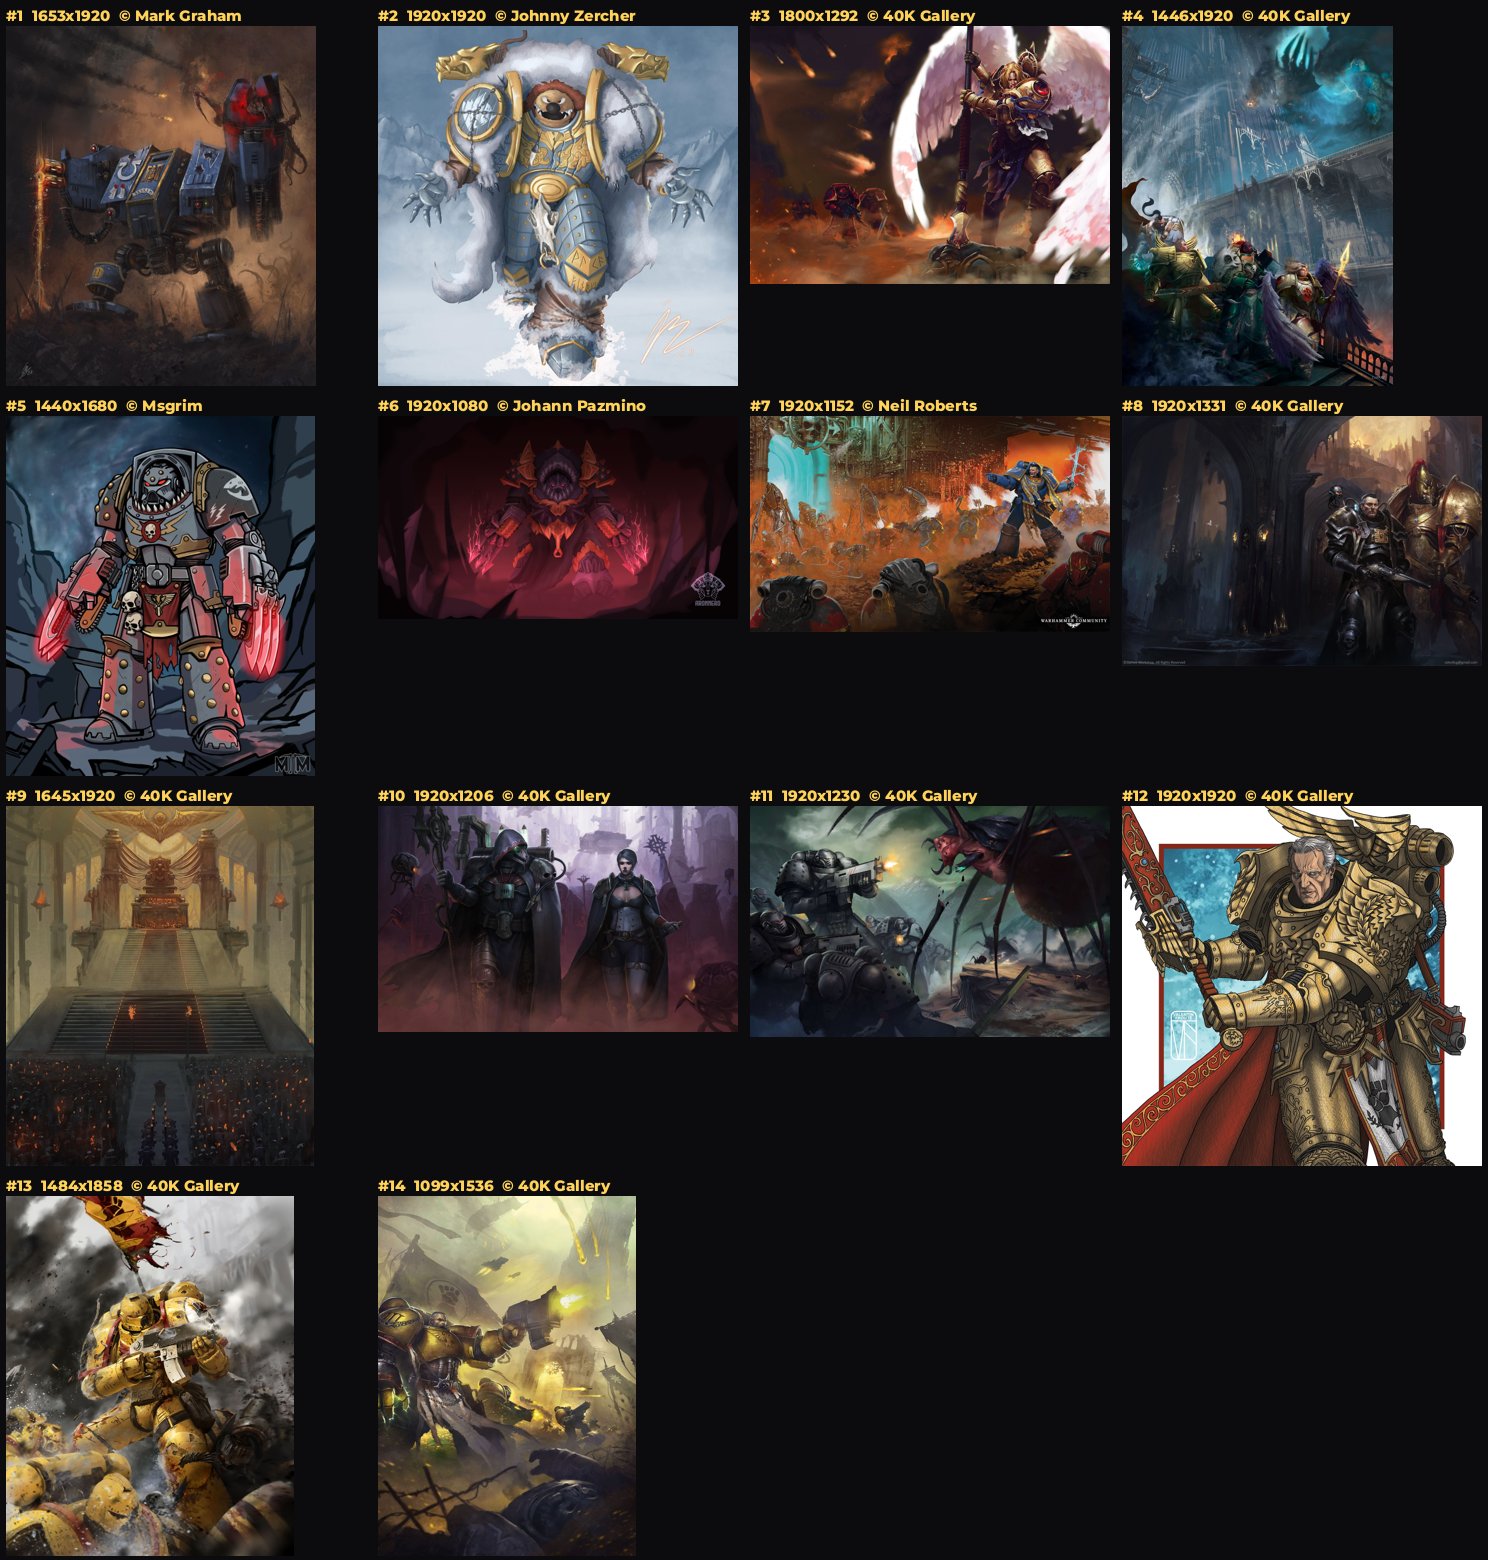 #1 1653x1920 © Mark Graham
#2 1920x1920 © Johnny Zercher
#3 1800x1292 © 40K Gallery
#4 1446x1920 © 40K Gallery
#5 1440x1680 © Msgrim
#6 1920x1080 © Johann Pazmino
#7 1920x1152 © Neil Roberts
#8 1920x1331 © 40K Gallery
WARHAMMER COMMUNITY
#9 1645x1920 © 40K Gallery
#10 1920x1206 © 40K Gallery
#11 1920x1230 © 40K Gallery
#12 1920x1920 © 40K Gallery
#13 1484x1858 © 40K Gallery
#14 1099x1536 © 40K Gallery